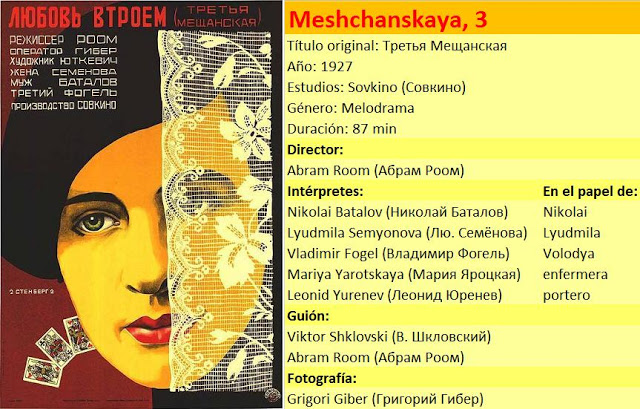 ЛЮБОВЬ ВТРОЕМ (ТРЕТЬЯ
МЕЩАНСКАЯ)
РЕЖИССЕР РООМ
ОПЕРАТОР ГИБЕР
ХУДОЖНИК ЮТКЕВИЧ
ЖЕНА СЕМЕНОВА
МУЖ БАТАЛОВ
ТРЕТИЙ ФОГЕЛЬ
ПРОИЗВОДСТВО СОВКИНО
2 СТЕНБЕРГ 2
Meshchanskaya, 3
Título original: Третья Мещанская
Año: 1927
Estudios: Sovkino (Совкино)
Género: Melodrama
Duración: 87 min
Director:
Abram Room (Абрам Роом)
Intérpretes: En el papel de:
Nikolai Batalov (Николай Баталов) Nikolai
Lyudmila Semyonova (Лю. Семёнова) Lyudmila
Vladimir Fogel (Владимир Фогель) Volodya
Mariya Yarotskaya (Мария Яроцкая) enfermera
Leonid Yurenev (Леонид Юренев) portero
Guión:
Viktor Shklovski (В. Шкловский)
Abram Room (Абрам Роом)
Fotografía:
Grigori Giber (Григорий Гибер)